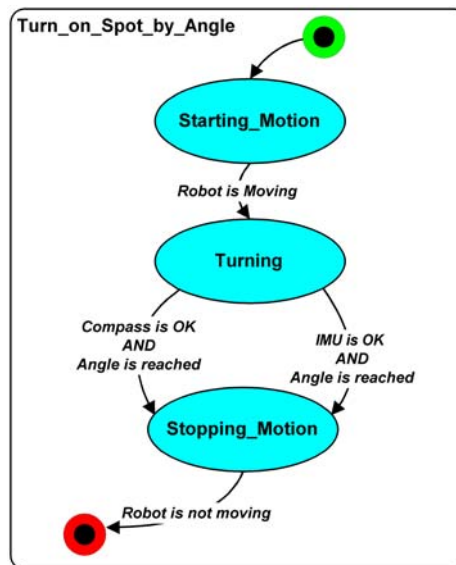 Turn_on_Spot_by_Angle
Starting_Motion
Robot is Moving
Turning
Compass is OK
AND
Angle is reached
IMU is OK
AND
Angle is reached
Stopping_Motion
Robot is not moving